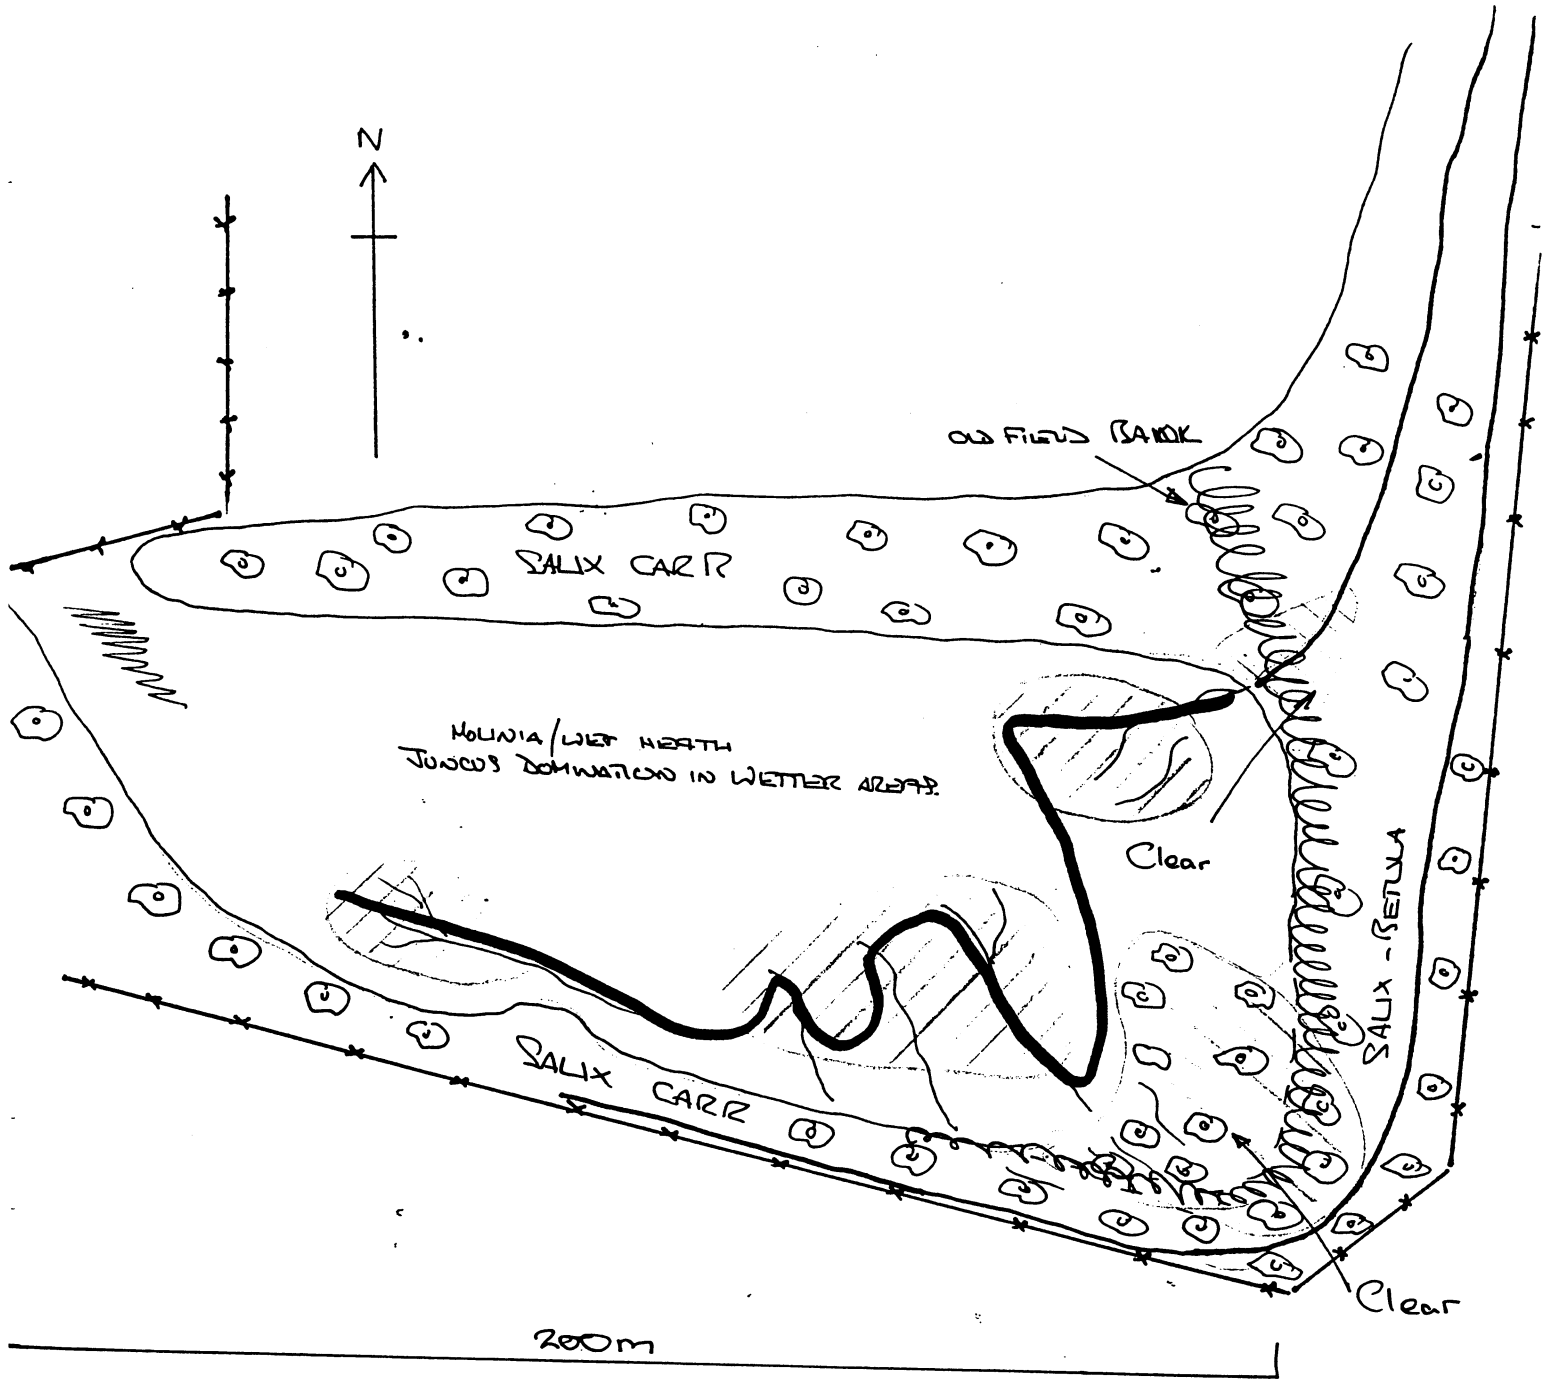 N
OLD FIELD BANK
SALIX CARR
MOLINIA/WET HEATH
JUNCUS DOMINATION IN WETTER AREAS.
Clear
SALIX - BETULA
SALIX CARR
Clear
200m